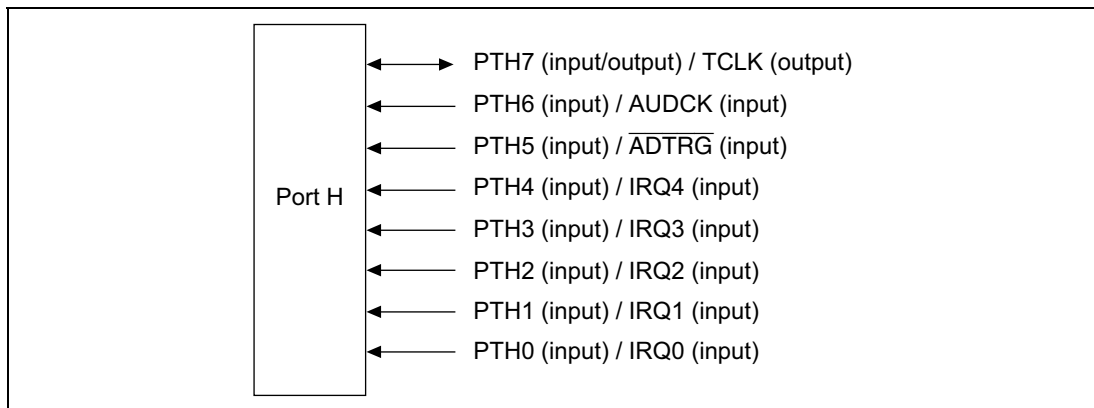 PTH7 (input/output) / TCLK (output)
PTH6 (input) / AUDCK (input)
PTH5 (input) / A̅D̅T̅R̅G̅ (input)
Port H
PTH4 (input) / IRQ4 (input)
PTH3 (input) / IRQ3 (input)
PTH2 (input) / IRQ2 (input)
PTH1 (input) / IRQ1 (input)
PTH0 (input) / IRQ0 (input)